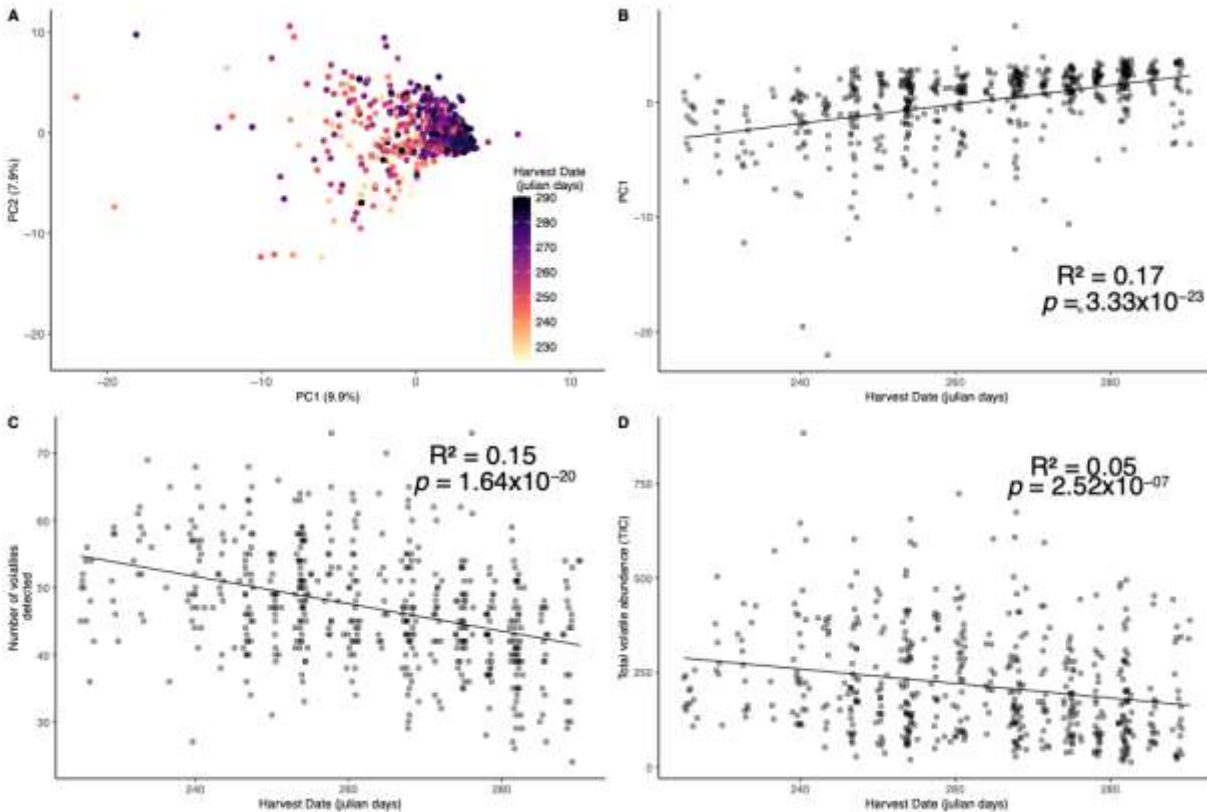 A
10
0
−10
−20
PC2 (7.9%)
−20
−10
0
10
PC1 (9.9%)
Harvest Date
(julian days)
290
280
270
260
250
240
230
B
0
−10
−20
PC1
R² = 0.17
p = 3.33x10⁻²³
240
260
280
Harvest Date (julian days)
C
70
60
50
40
30
Number of volatiles
detected
R² = 0.15
p = 1.64x10⁻²⁰
240
260
280
Harvest Date (julian days)
D
750
500
250
0
Total volatile abundance (TIC)
R² = 0.05
p = 2.52x10⁻⁰⁷
240
260
280
Harvest Date (julian days)